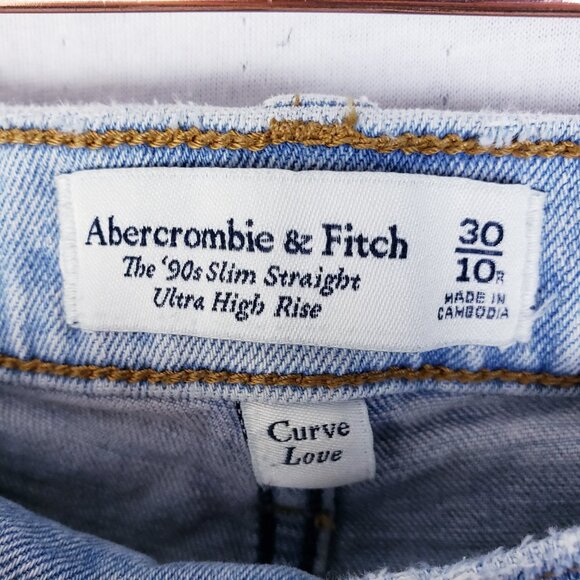 Abercrombie & Fitch
The '90s Slim Straight
Ultra High Rise
30
10R
MADE IN
CAMBODIA
Curve
Love